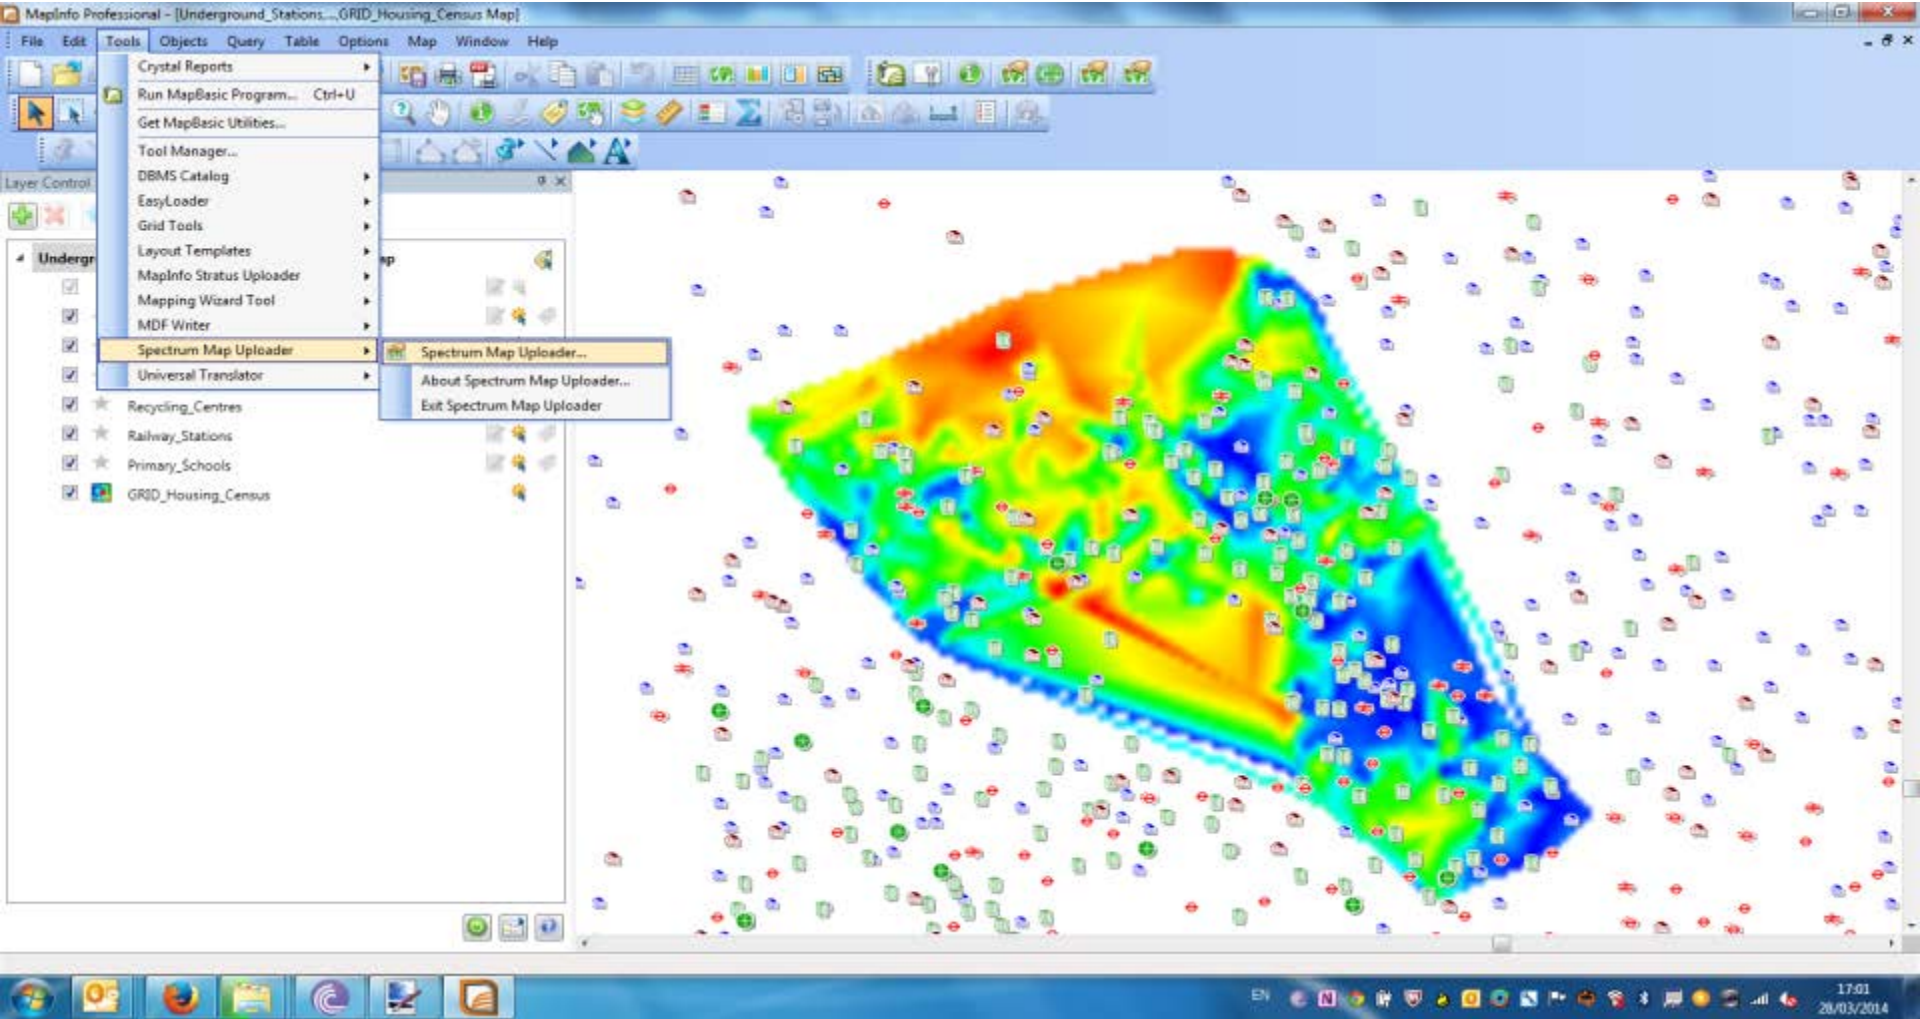 MapInfo Professional - [Underground_Stations,...,GRID_Housing_Census Map]
File Edit Tools Objects Query Table Options Map Window Help
Crystal Reports
Run MapBasic Program... Ctrl+U
Get MapBasic Utilities...
Tool Manager...
DBMS Catalog
EasyLoader
Grid Tools
Layout Templates
MapInfo Stratus Uploader
Mapping Wizard Tool
MDF Writer
Spectrum Map Uploader
Universal Translator
Spectrum Map Uploader...
About Spectrum Map Uploader...
Exit Spectrum Map Uploader
Layer Control
Undergr
ap
Recycling_Centres
Railway_Stations
Primary_Schools
GRID_Housing_Census
EN
17:01
28/03/2014